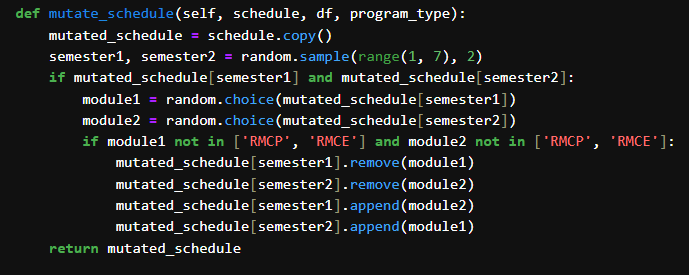 def mutate_schedule(self, schedule, df, program_type):
    mutated_schedule = schedule.copy()
    semester1, semester2 = random.sample(range(1, 7), 2)
    if mutated_schedule[semester1] and mutated_schedule[semester2]:
        module1 = random.choice(mutated_schedule[semester1])
        module2 = random.choice(mutated_schedule[semester2])
        if module1 not in ['RMCP', 'RMCE'] and module2 not in ['RMCP', 'RMCE']:
            mutated_schedule[semester1].remove(module1)
            mutated_schedule[semester2].remove(module2)
            mutated_schedule[semester1].append(module2)
            mutated_schedule[semester2].append(module1)
    return mutated_schedule